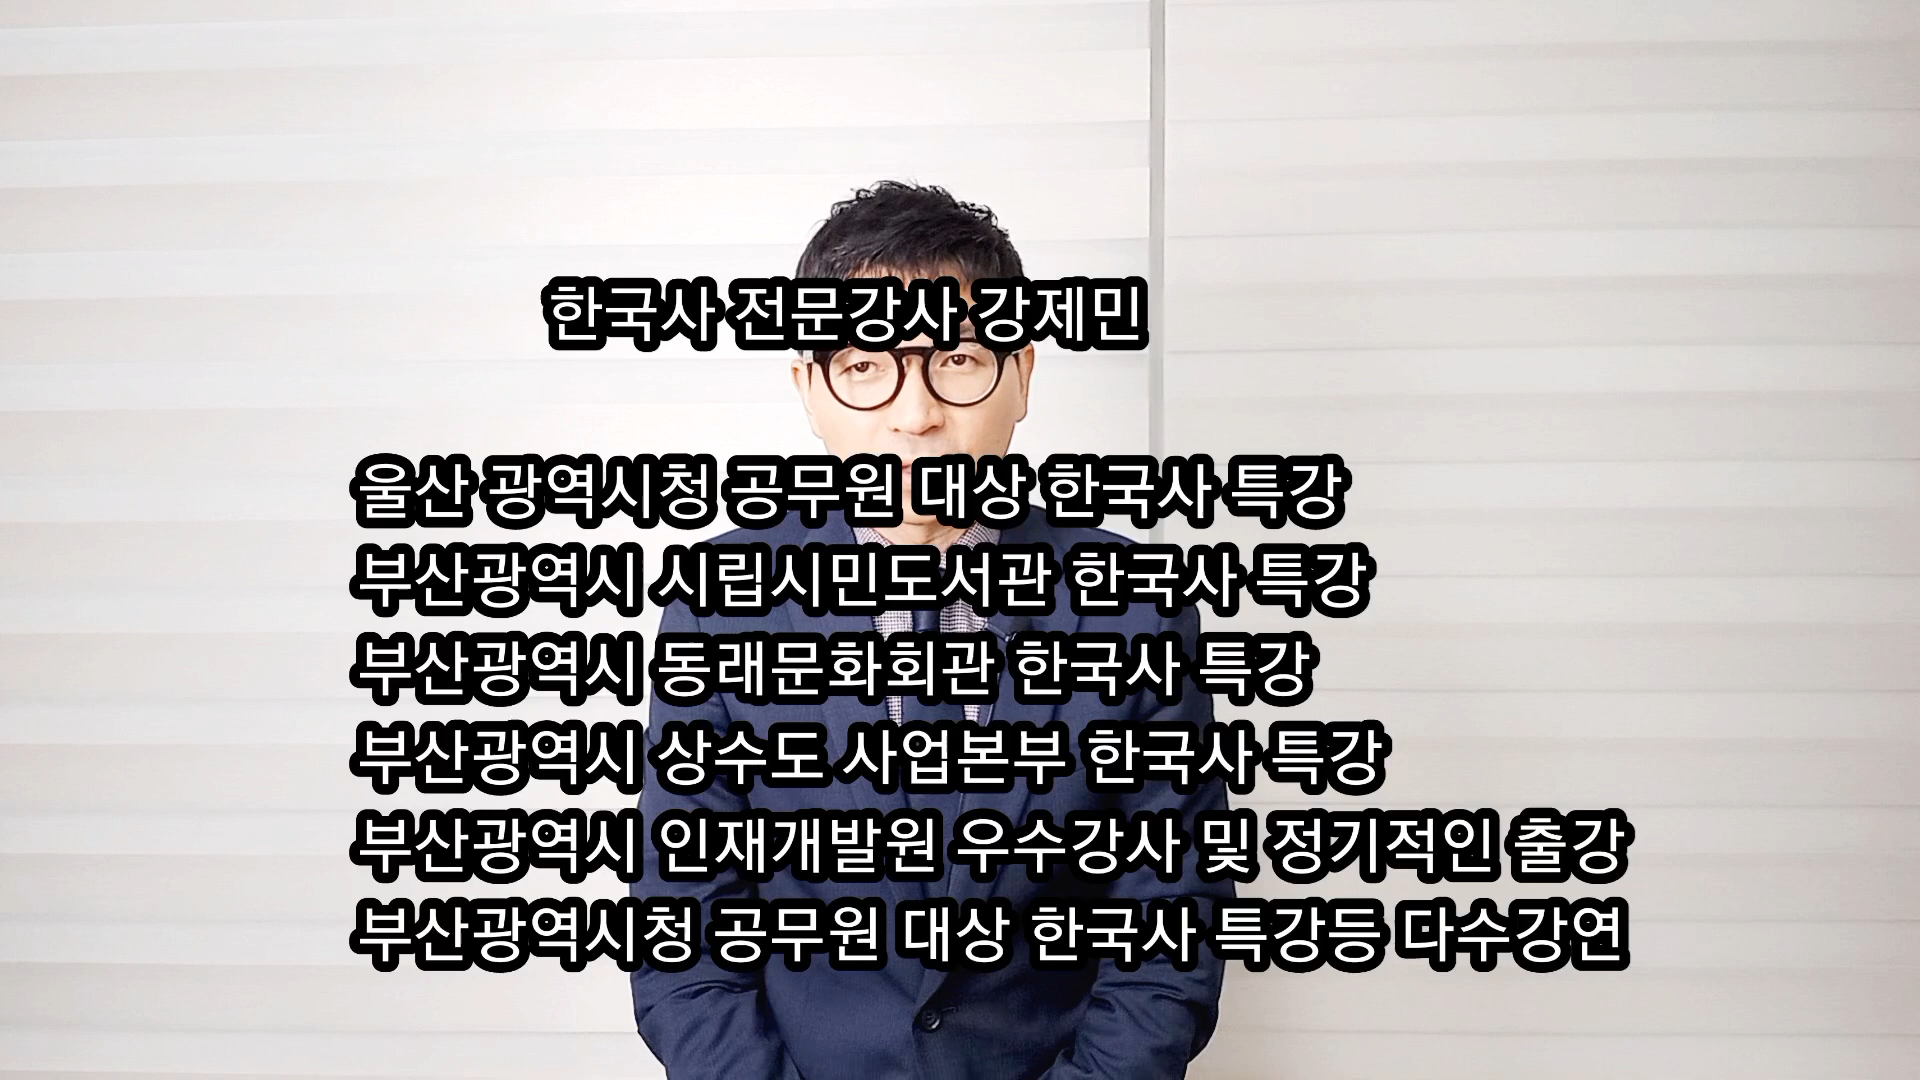 한국사 전문강사 강제민
울산 광역시청 공무원 대상 한국사 특강
부산광역시 시립시민도서관 한국사 특강
부산광역시 동래문화회관 한국사 특강
부산광역시 상수도 사업본부 한국사 특강
부산광역시 인재개발원 우수강사 및 정기적인 출강
부산광역시청 공무원 대상 한국사 특강등 다수강연